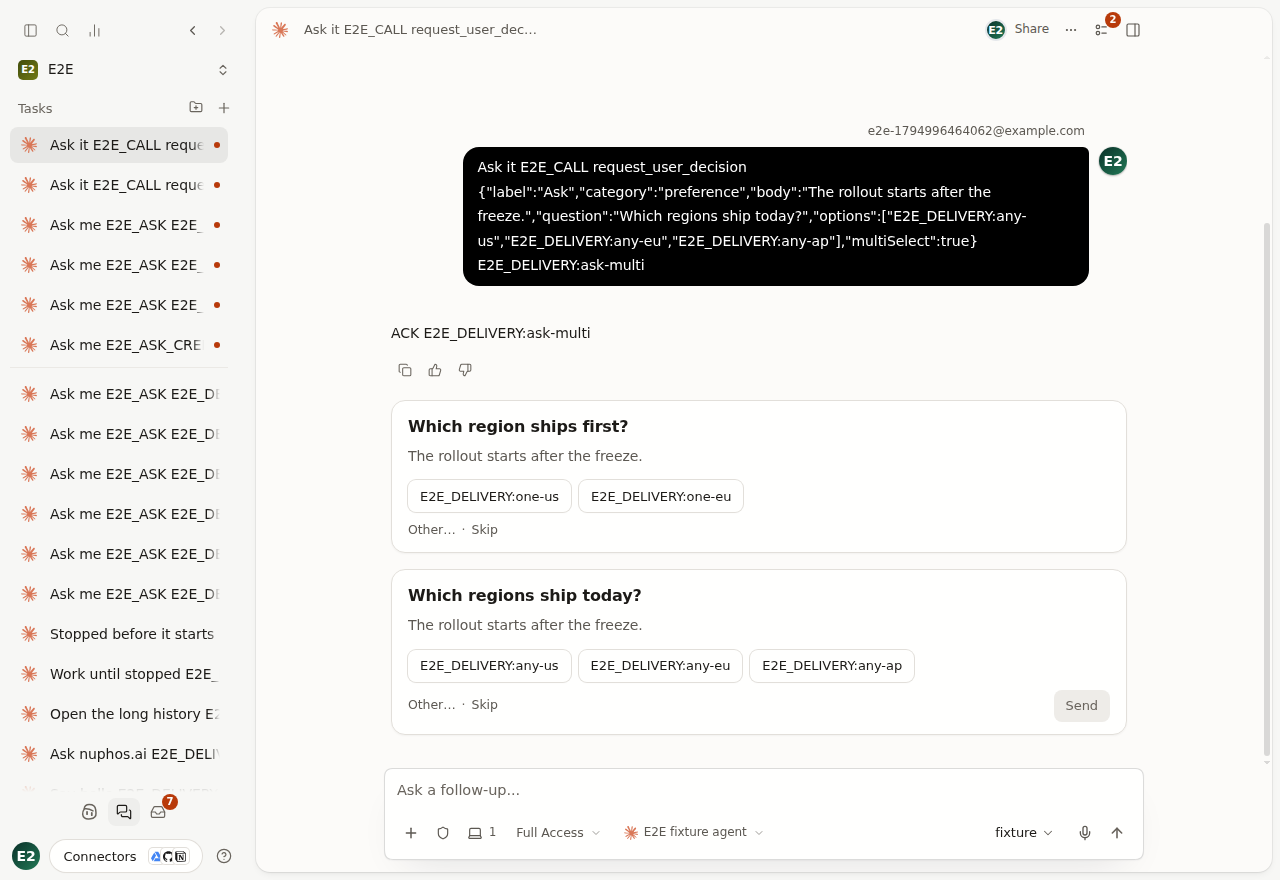 Ask it E2E_CALL request_user_dec...
E2 Share
2
E2 E2E
Tasks
Ask it E2E_CALL reque
Ask it E2E_CALL reque
Ask me E2E_ASK E2E_
Ask me E2E_ASK E2E_
Ask me E2E_ASK E2E_
Ask me E2E_ASK_CRE
Ask me E2E_ASK E2E_DE
Ask me E2E_ASK E2E_DE
Ask me E2E_ASK E2E_DE
Ask me E2E_ASK E2E_DE
Ask me E2E_ASK E2E_DE
Ask me E2E_ASK E2E_DE
Stopped before it starts
Work until stopped E2E_
Open the long history E2
Ask nuphos.ai E2E_DELIV
7
E2 Connectors
e2e-1794996464062@example.com
E2
Ask it E2E_CALL request_user_decision
{"label":"Ask","category":"preference","body":"The rollout starts after the
freeze.","question":"Which regions ship today?","options":["E2E_DELIVERY:any-
us","E2E_DELIVERY:any-eu","E2E_DELIVERY:any-ap"],"multiSelect":true}
E2E_DELIVERY:ask-multi
ACK E2E_DELIVERY:ask-multi
Which region ships first?
The rollout starts after the freeze.
E2E_DELIVERY:one-us E2E_DELIVERY:one-eu
Other... · Skip
Which regions ship today?
The rollout starts after the freeze.
E2E_DELIVERY:any-us E2E_DELIVERY:any-eu E2E_DELIVERY:any-ap
Other... · Skip
Send
Ask a follow-up...
1 Full Access E2E fixture agent fixture